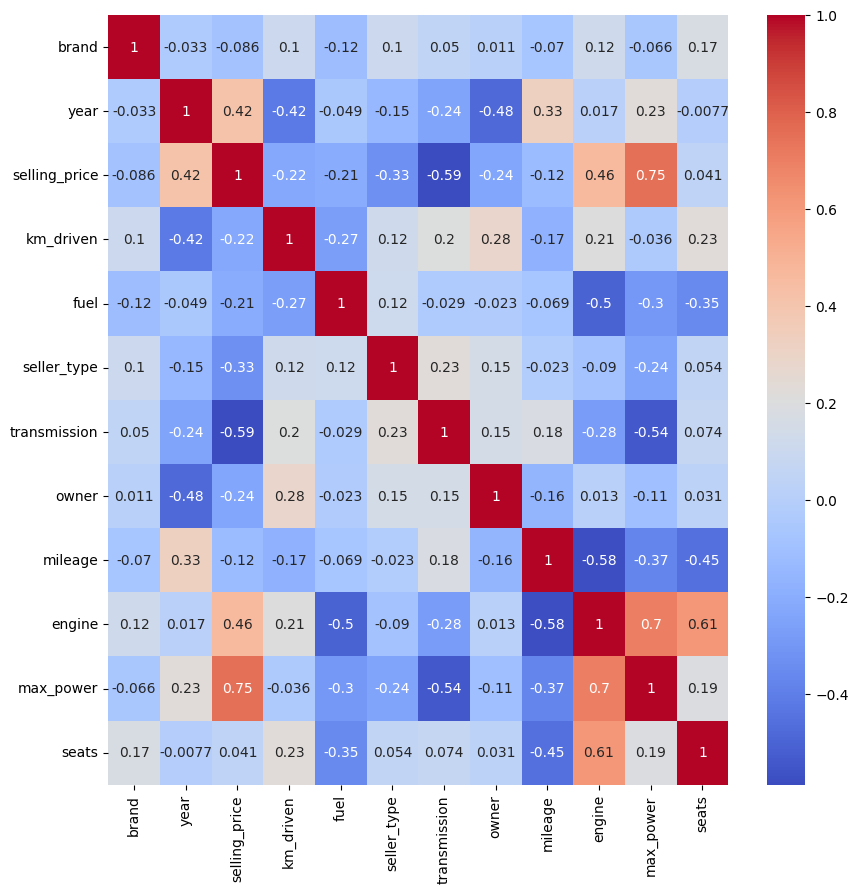 brand 1 -0.033 -0.086 0.1 -0.12 0.1 0.05 0.011 -0.07 0.12 -0.066 0.17
year -0.033 1 0.42 -0.42 -0.049 -0.15 -0.24 -0.48 0.33 0.017 0.23 -0.0077
selling_price -0.086 0.42 1 -0.22 -0.21 -0.33 -0.59 -0.24 -0.12 0.46 0.75 0.041
km_driven 0.1 -0.42 -0.22 1 -0.27 0.12 0.2 0.28 -0.17 0.21 -0.036 0.23
fuel -0.12 -0.049 -0.21 -0.27 1 0.12 -0.029 -0.023 -0.069 -0.5 -0.3 -0.35
seller_type 0.1 -0.15 -0.33 0.12 0.12 1 0.23 0.15 -0.023 -0.09 -0.24 0.054
transmission 0.05 -0.24 -0.59 0.2 -0.029 0.23 1 0.15 0.18 -0.28 -0.54 0.074
owner 0.011 -0.48 -0.24 0.28 -0.023 0.15 0.15 1 -0.16 0.013 -0.11 0.031
mileage -0.07 0.33 -0.12 -0.17 -0.069 -0.023 0.18 -0.16 1 -0.58 -0.37 -0.45
engine 0.12 0.017 0.46 0.21 -0.5 -0.09 -0.28 0.013 -0.58 1 0.7 0.61
max_power -0.066 0.23 0.75 -0.036 -0.3 -0.24 -0.54 -0.11 -0.37 0.7 1 0.19
seats 0.17 -0.0077 0.041 0.23 -0.35 0.054 0.074 0.031 -0.45 0.61 0.19 1
brand year selling_price km_driven fuel seller_type transmission owner mileage engine max_power seats
1.0
0.8
0.6
0.4
0.2
0.0
−0.2
−0.4